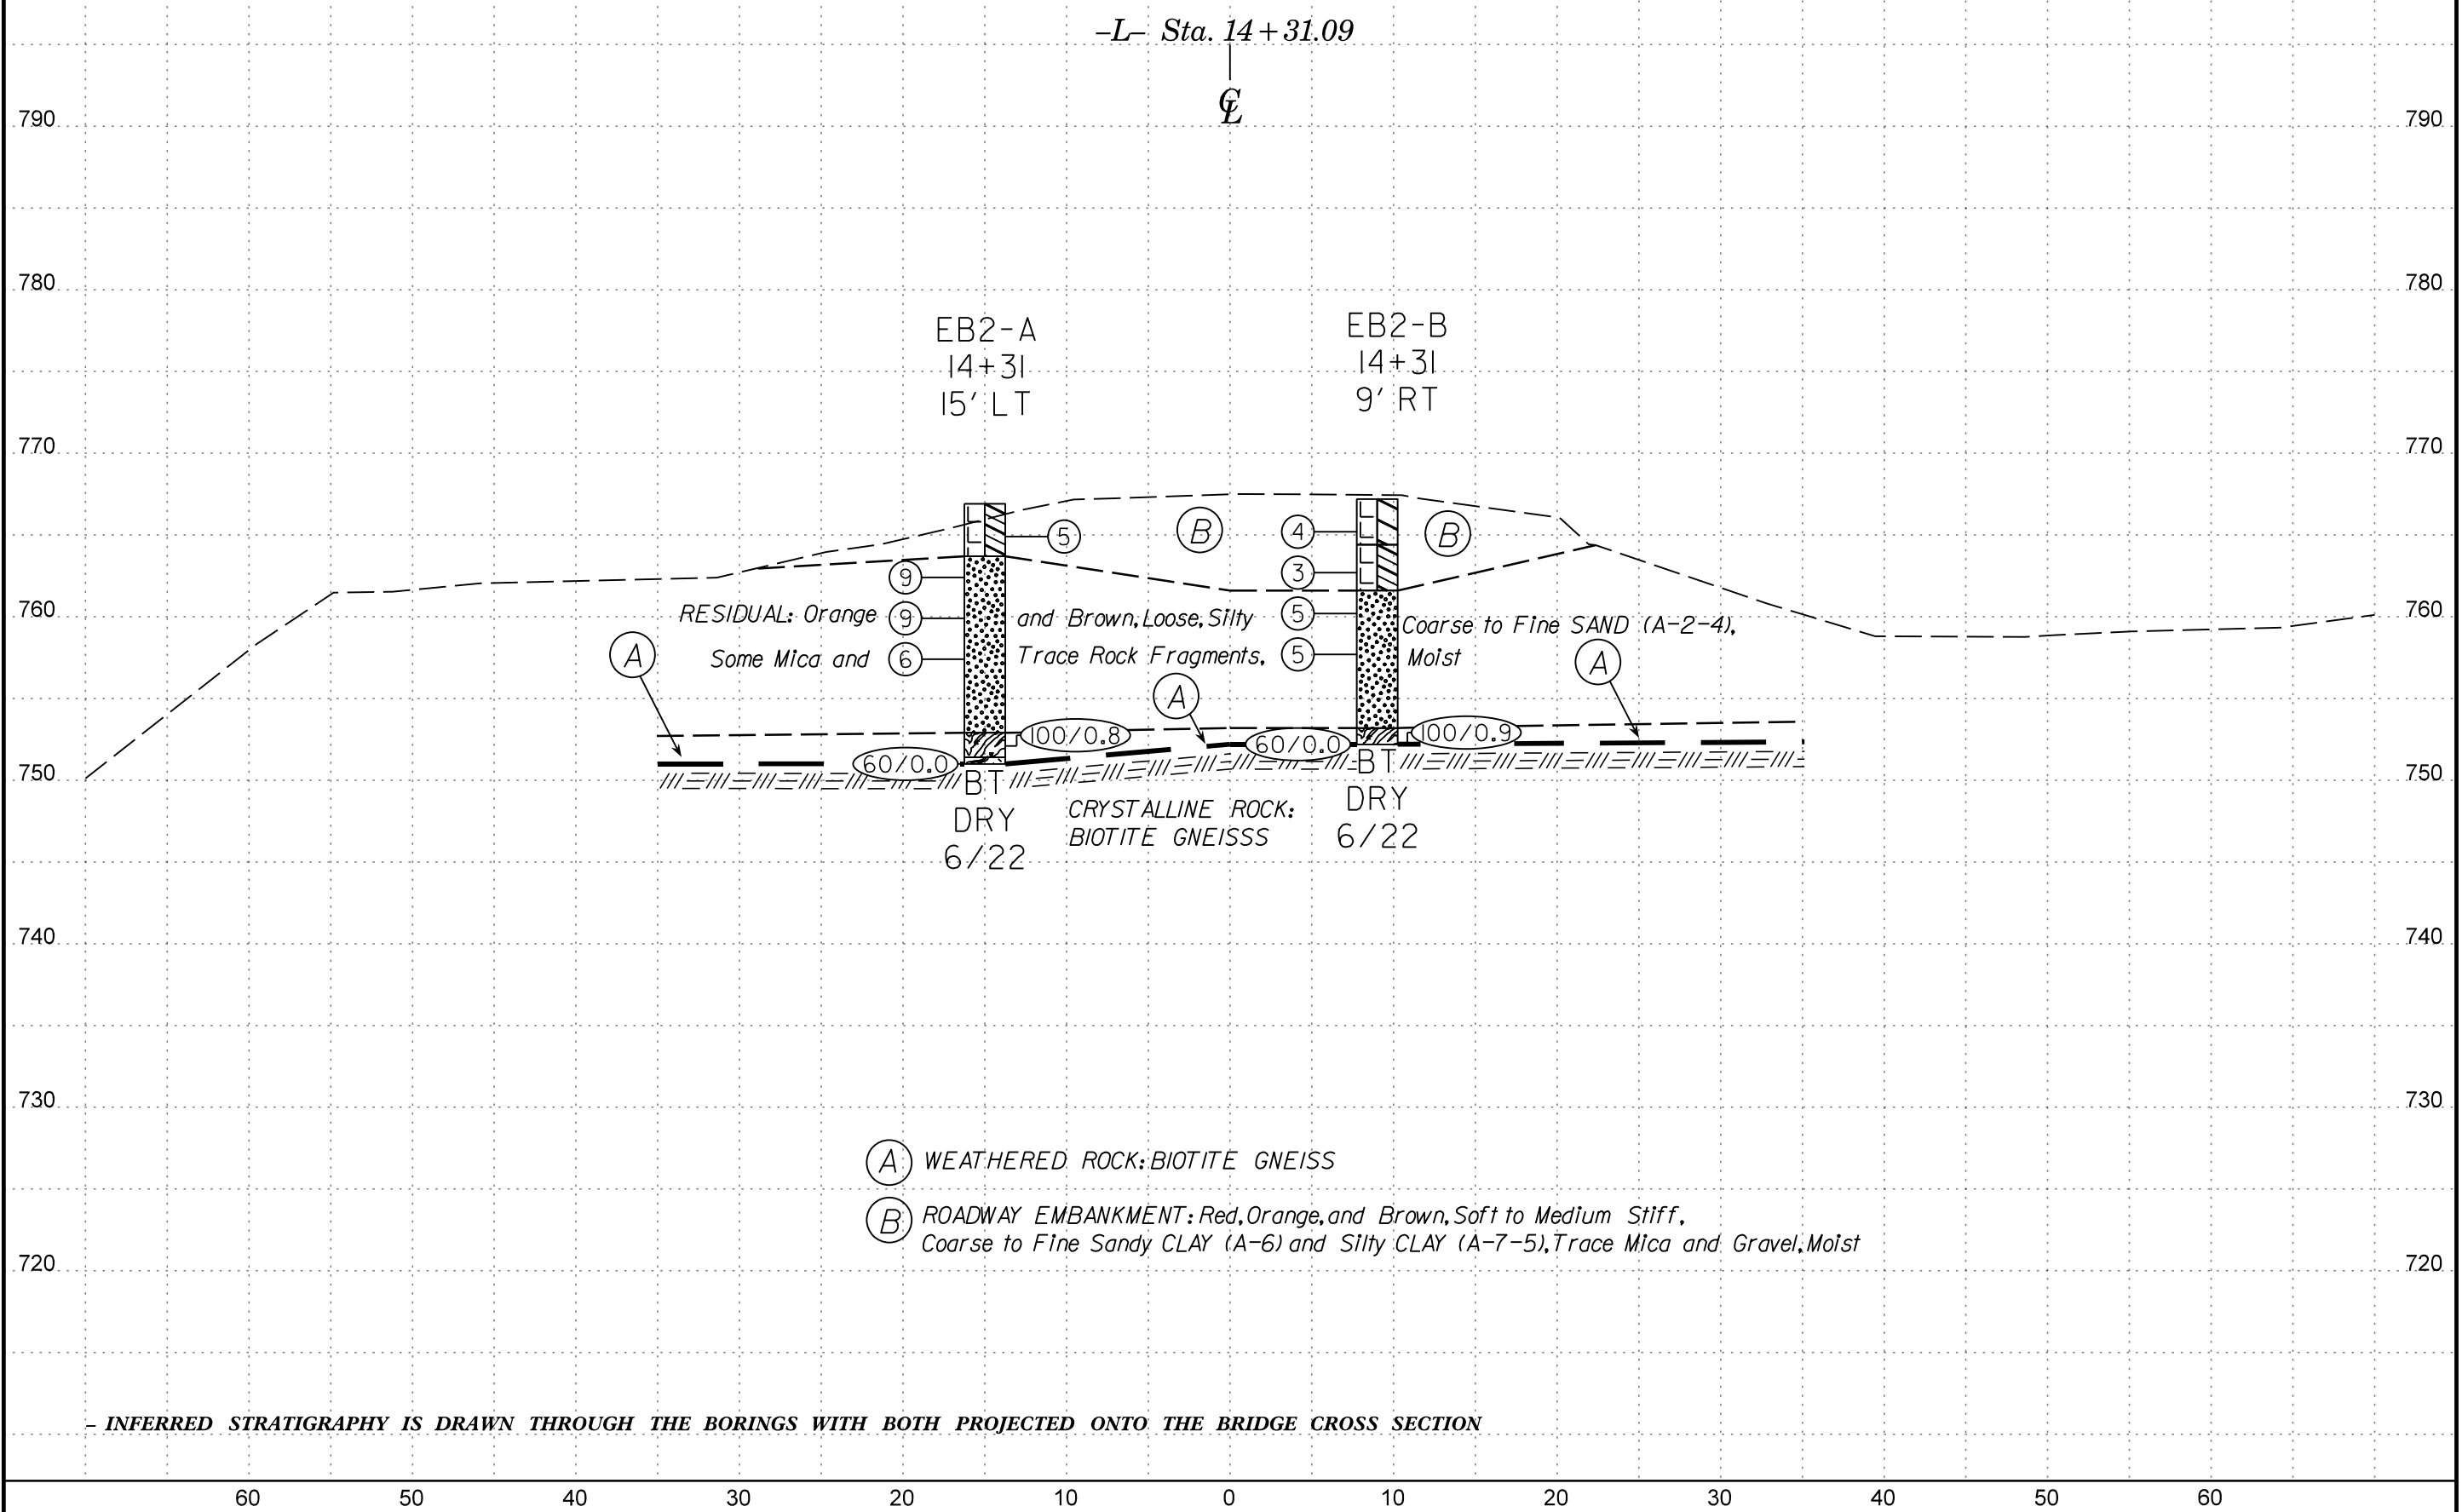 –L– Sta. 14+31.09
℄
790 790
780 780
EB2-A
14+31
15' LT
EB2-B
14+31
9' RT
770 770
5 B 4 B
9 3
760 760
RESIDUAL: Orange 9 and Brown, Loose, Silty 5 Coarse to Fine SAND (A-2-4),
A Some Mica and 6 Trace Rock Fragments, 5 Moist A
A
100/0.8 100/0.9
60/0.0 60/0.0
750 750
BT
DRY
6/22
BT
DRY
6/22
CRYSTALLINE ROCK:
BIOTITE GNEISSS
740 740
730 730
A WEATHERED ROCK: BIOTITE GNEISS
B ROADWAY EMBANKMENT: Red, Orange, and Brown, Soft to Medium Stiff,
Coarse to Fine Sandy CLAY (A-6) and Silty CLAY (A-7-5), Trace Mica and Gravel, Moist
720 720
– INFERRED STRATIGRAPHY IS DRAWN THROUGH THE BORINGS WITH BOTH PROJECTED ONTO THE BRIDGE CROSS SECTION
60 50 40 30 20 10 0 10 20 30 40 50 60